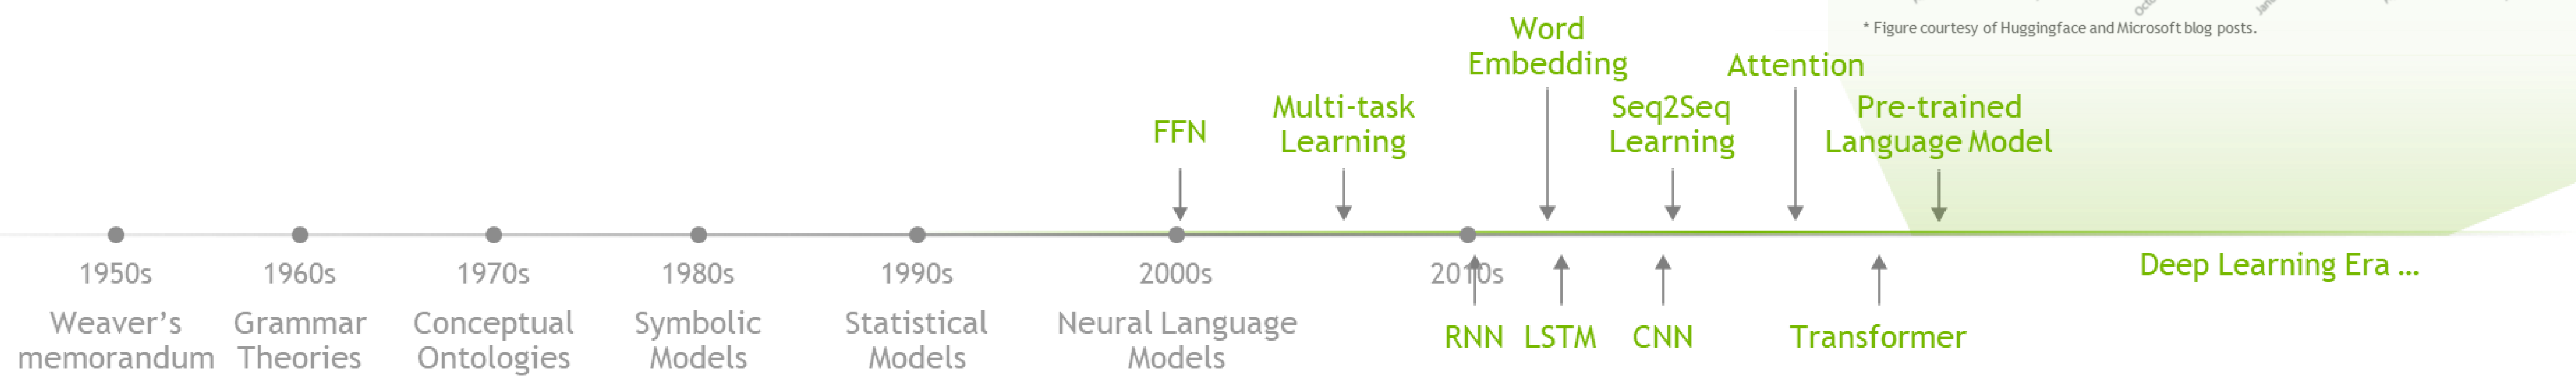 * Figure courtesy of Huggingface and Microsoft blog posts.
Word
Embedding
Attention
Multi-task
Learning
Seq2Seq
Learning
Pre-trained
Language Model
FFN
1950s
1960s
1970s
1980s
1990s
2000s
2010s
Deep Learning Era ...
Weaver's
memorandum
Grammar
Theories
Conceptual
Ontologies
Symbolic
Models
Statistical
Models
Neural Language
Models
RNN
LSTM
CNN
Transformer